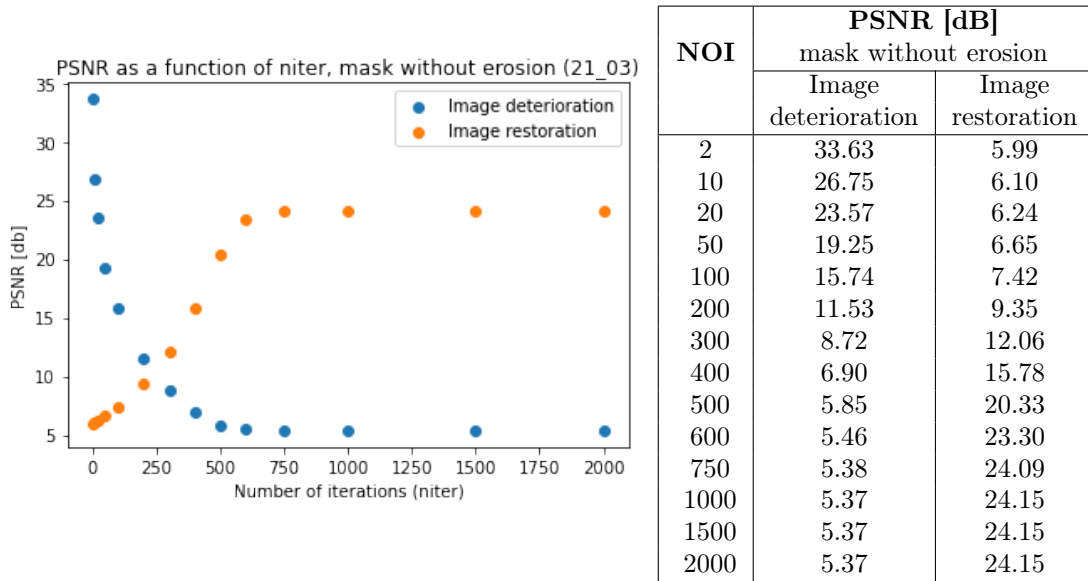 PSNR as a function of niter, mask without erosion (21_03)
35
30
25
20
15
10
5
PSNR [db]
Image deterioration
Image restoration
0 250 500 750 1000 1250 1500 1750 2000
Number of iterations (niter)
NOI
PSNR [dB]
mask without erosion
Image Image
deterioration restoration
2 33.63 5.99
10 26.75 6.10
20 23.57 6.24
50 19.25 6.65
100 15.74 7.42
200 11.53 9.35
300 8.72 12.06
400 6.90 15.78
500 5.85 20.33
600 5.46 23.30
750 5.38 24.09
1000 5.37 24.15
1500 5.37 24.15
2000 5.37 24.15